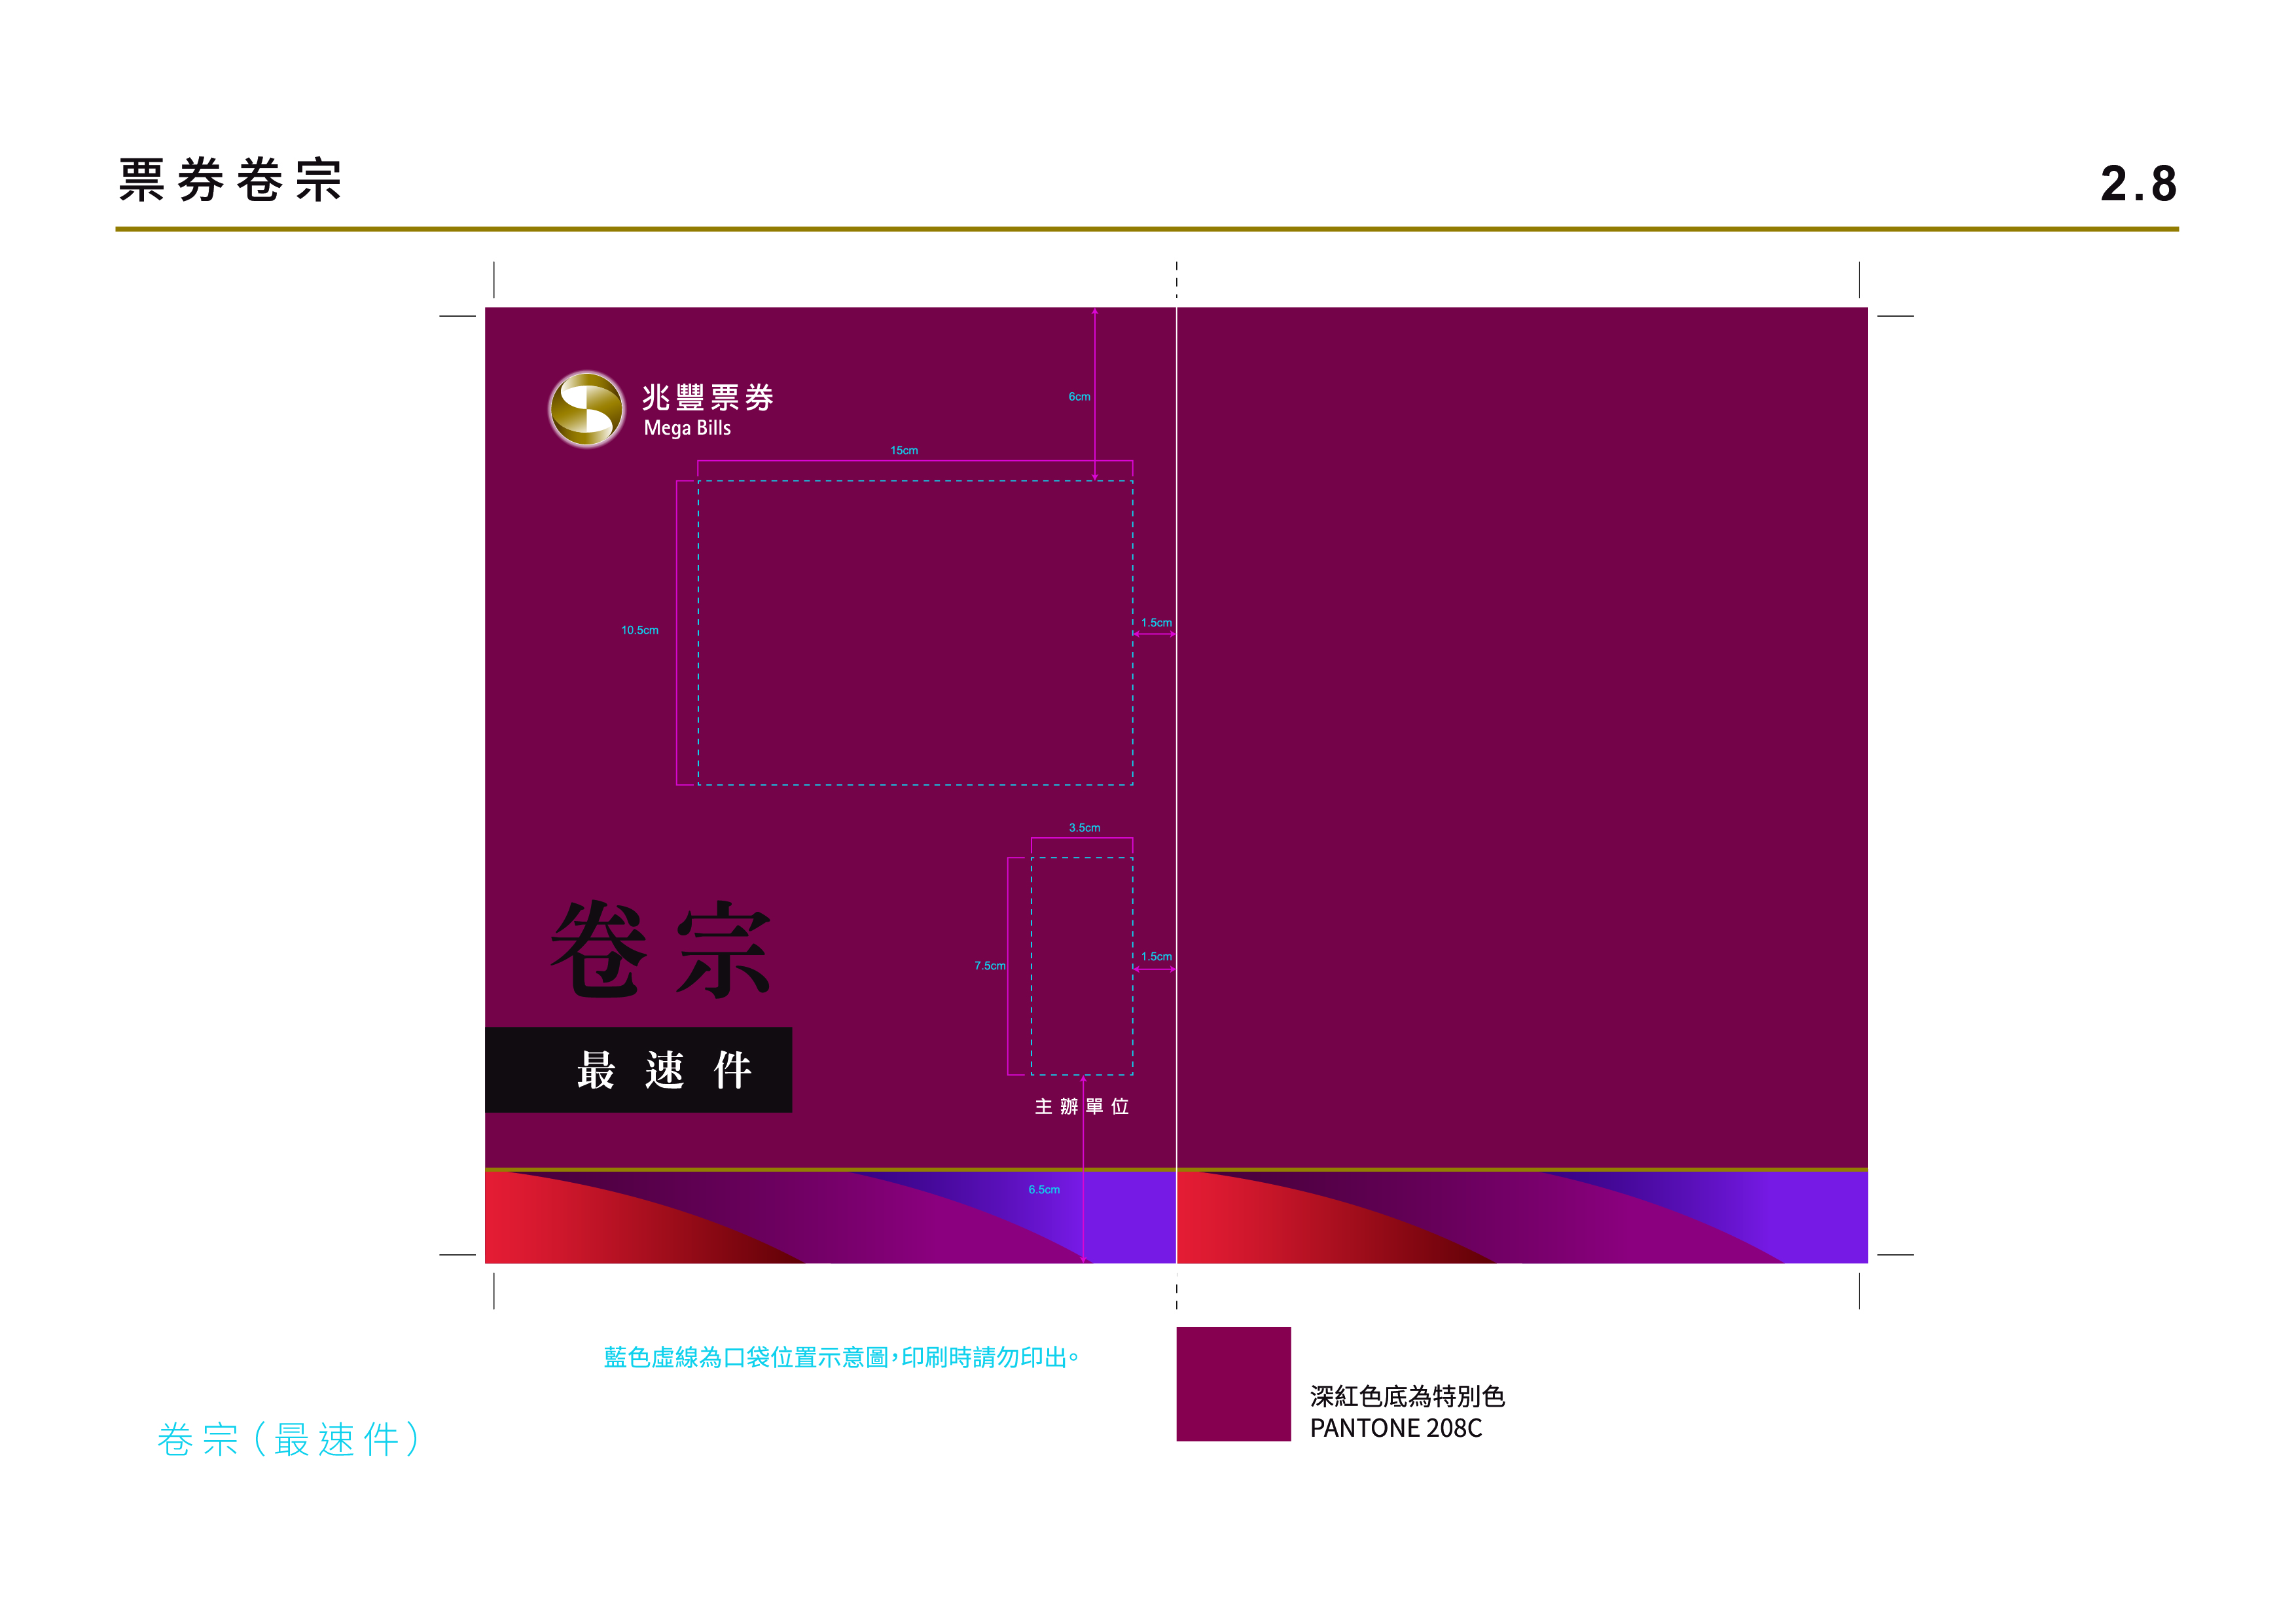 票券卷宗
2.8
兆豐票券
Mega Bills
6cm
15cm
10.5cm
1.5cm
3.5cm
7.5cm
1.5cm
卷宗
最速件
主辦單位
6.5cm
藍色虛線為口袋位置示意圖,印刷時請勿印出。
深紅色底為特別色
PANTONE 208C
卷宗(最速件)